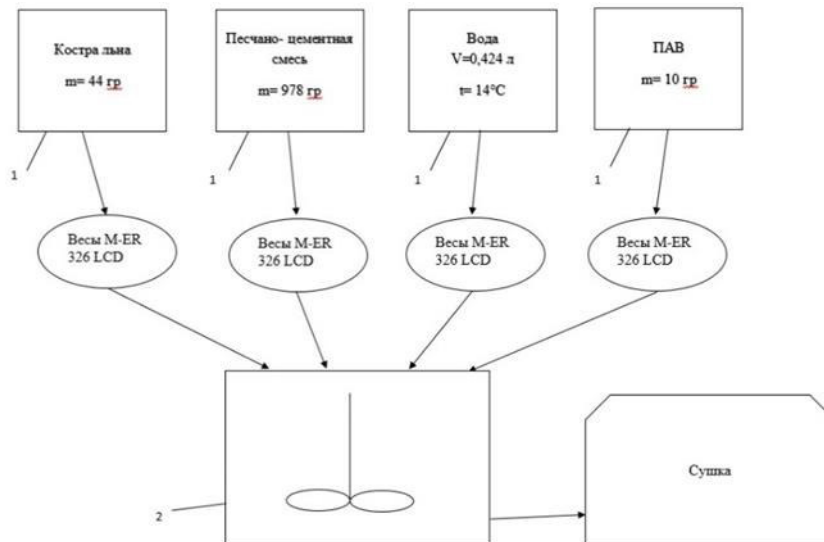 Костра льна
m= 44 гр
Песчано- цементная
смесь
m= 978 гр
Вода
V=0,424 л
t= 14°C
ПАВ
m= 10 гр
1
1
1
1
Весы M-ER
326 LCD
Весы M-ER
326 LCD
Весы M-ER
326 LCD
Весы M-ER
326 LCD
Сушка
2